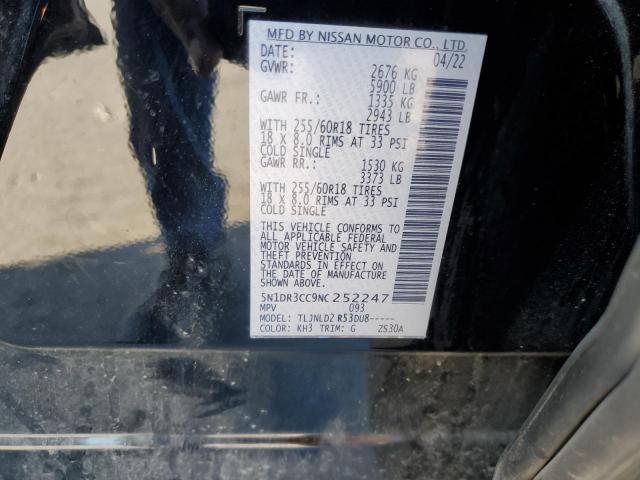 MFD BY NISSAN MOTOR CO., LTD.
DATE: 04/22
GVWR: 2676 KG
5900 LB
GAWR FR.: 1335 KG
2943 LB
WITH 255/60R18 TIRES
18 X 8.0 RIMS AT 33 PSI
COLD SINGLE
GAWR RR.: 1530 KG
3373 LB
WITH 255/60R18 TIRES
18 X 8.0 RIMS AT 33 PSI
COLD SINGLE
THIS VEHICLE CONFORMS TO
ALL APPLICABLE FEDERAL
MOTOR VEHICLE SAFETY AND
THEFT PREVENTION
STANDARDS IN EFFECT ON
THE DATE OF MANUFACTURE
SHOWN ABOVE.
5N1DR3CC9NC252247
MPV 093
MODEL: TLJNLD2 R53DU8-----
COLOR: KH3 TRIM: G 2S30A